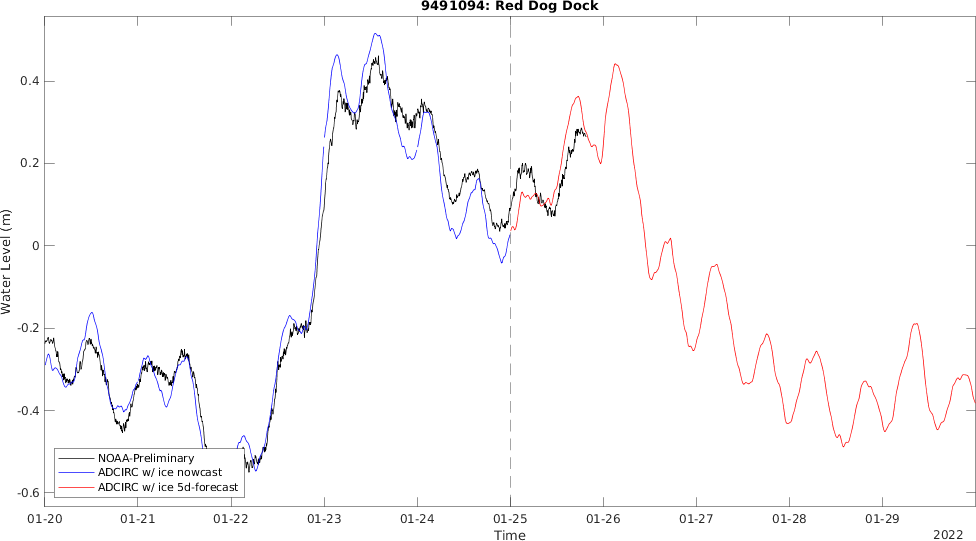 9491094: Red Dog Dock
Water Level (m)
0.4
0.2
0
-0.2
-0.4
-0.6
NOAA-Preliminary
ADCIRC w/ ice nowcast
ADCIRC w/ ice 5d-forecast
01-20 01-21 01-22 01-23 01-24 01-25 01-26 01-27 01-28 01-29
Time
2022